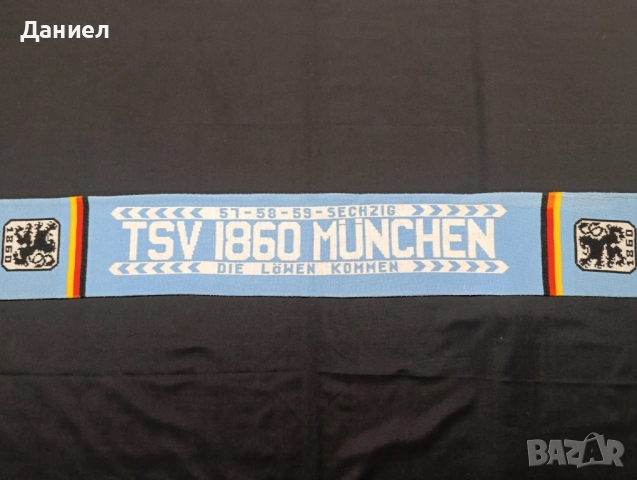 Даниел
57-58-59-SECHZIG
TSV 1860 MÜNCHEN
DIE LÖWEN KOMMEN
1860
1860
BAZAR